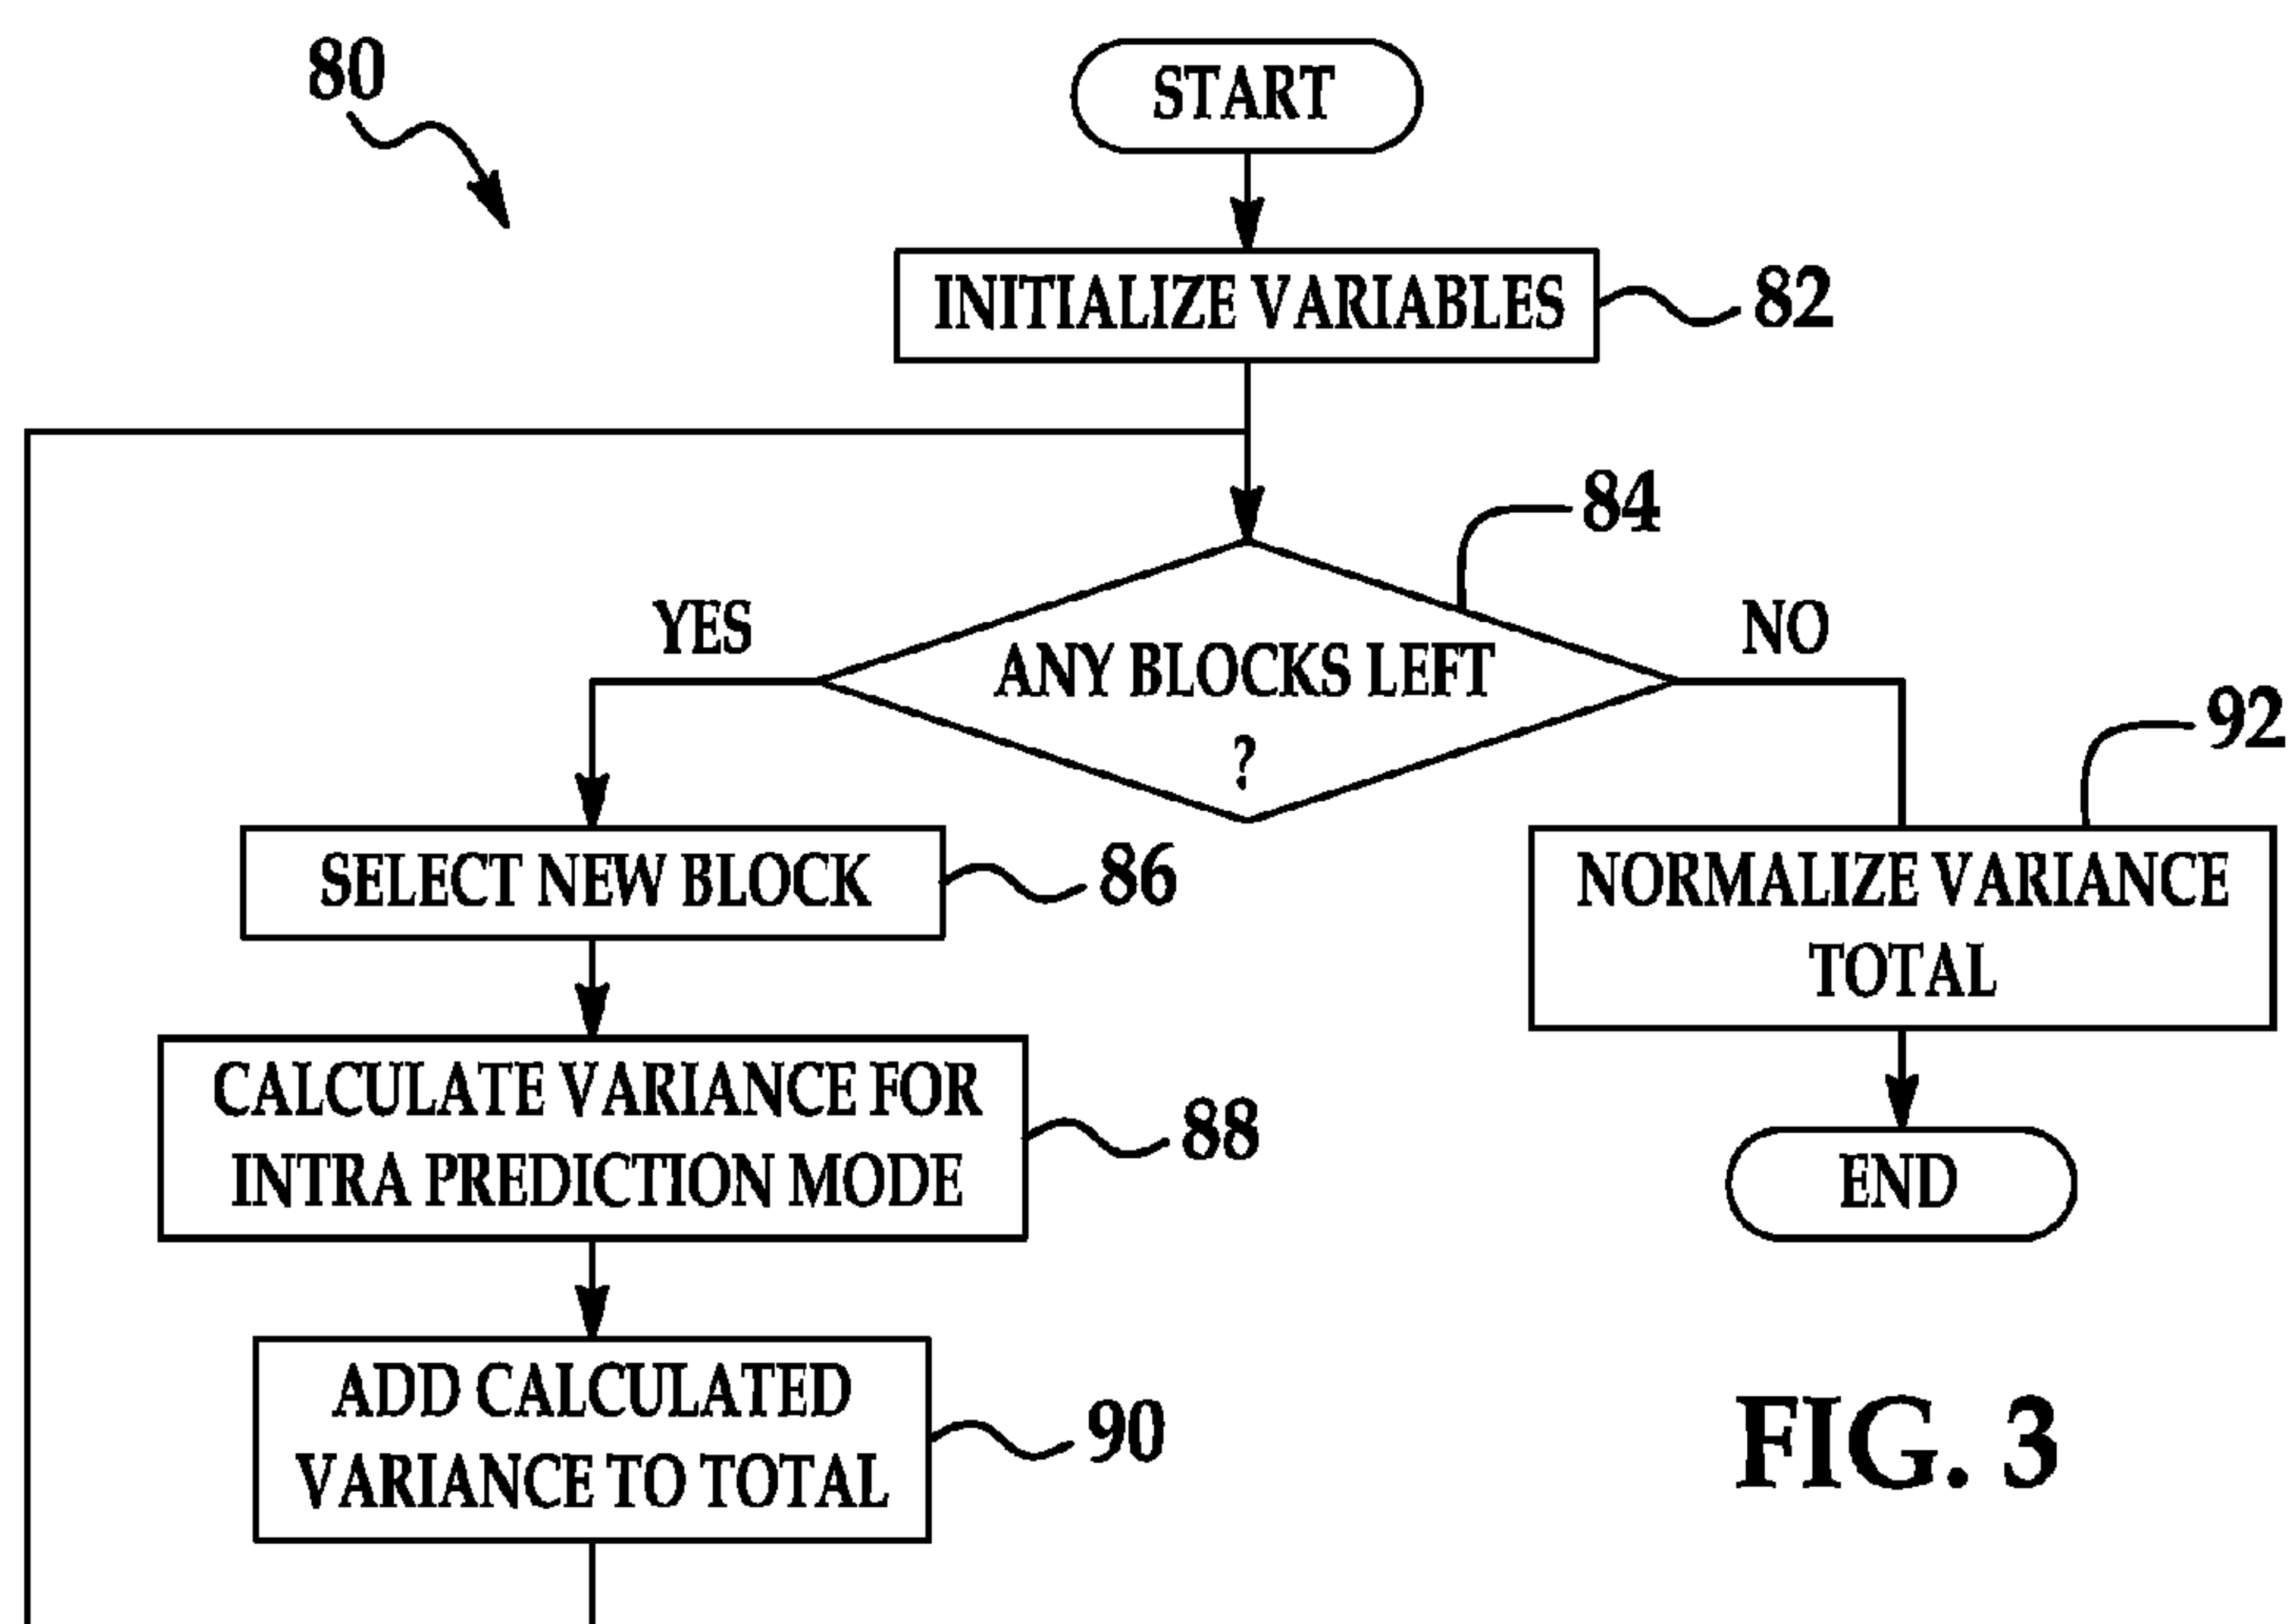 80
START
INITIALIZE VARIABLES
82
84
YES
ANY BLOCKS LEFT
?
NO
92
SELECT NEW BLOCK
86
NORMALIZE VARIANCE
TOTAL
CALCULATE VARIANCE FOR
INTRA PREDICTION MODE
88
END
ADD CALCULATED
VARIANCE TO TOTAL
90
FIG. 3